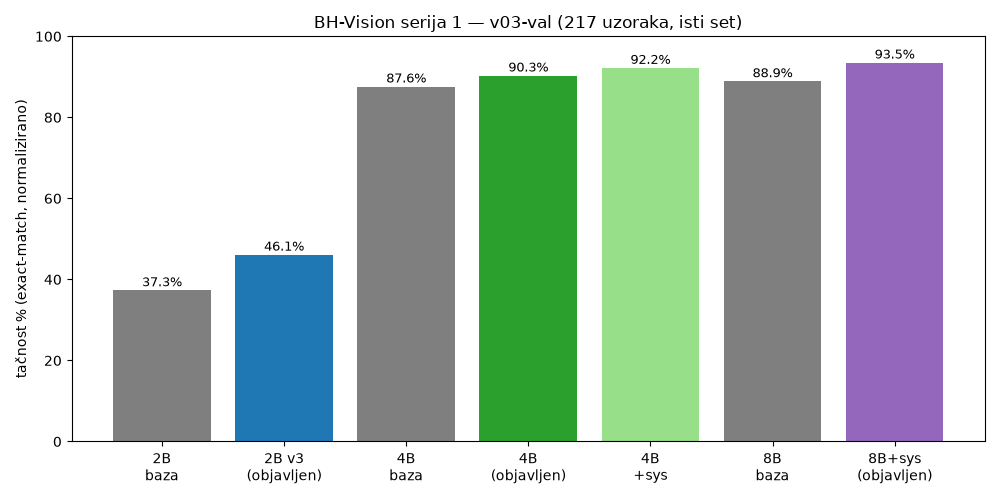 BH-Vision serija 1 — v03-val (217 uzoraka, isti set)
tačnost % (exact-match, normalizirano)
100
80
60
40
20
0
37.3%
46.1%
87.6%
90.3%
92.2%
88.9%
93.5%
2B
baza
2B v3
(objavljen)
4B
baza
4B
(objavljen)
4B
+sys
8B
baza
8B+sys
(objavljen)